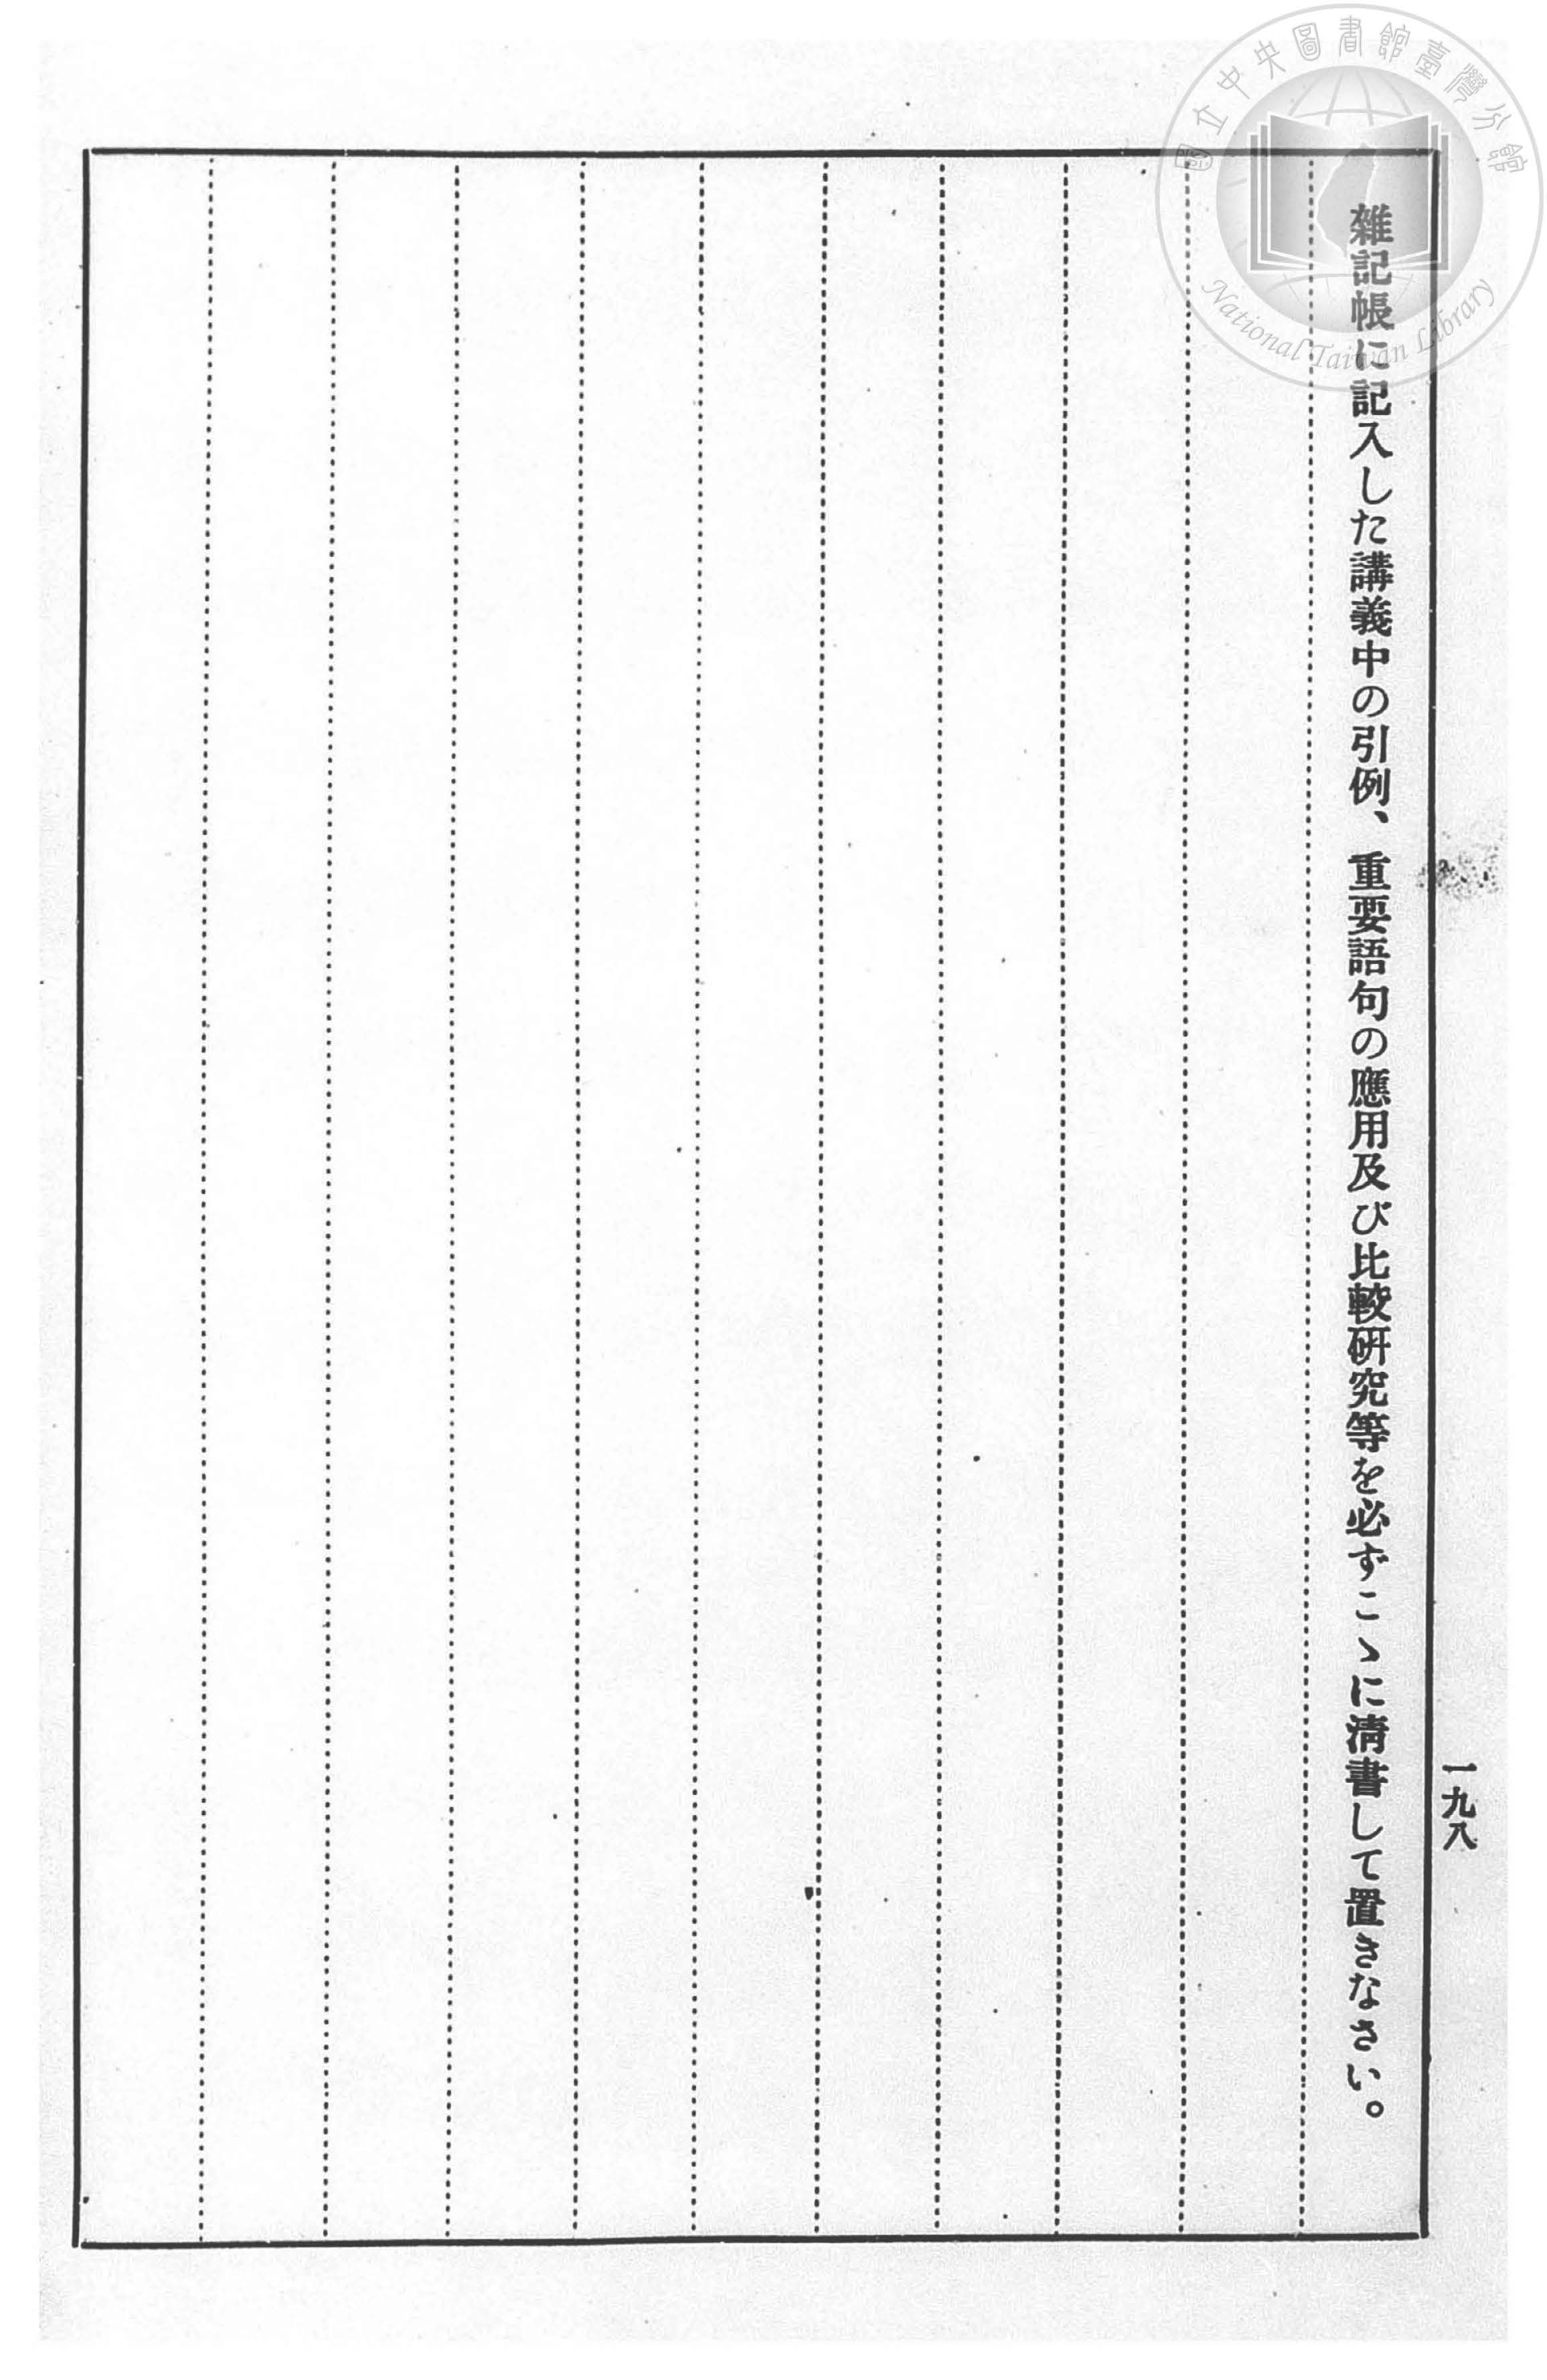 雜記帳に記入した講義中の引例、重要語句の應用及び比較硏究等を必ずこゝに淸書して置きなさい。
一九八
國立中央圖書館臺灣分館
National Taiwan Library